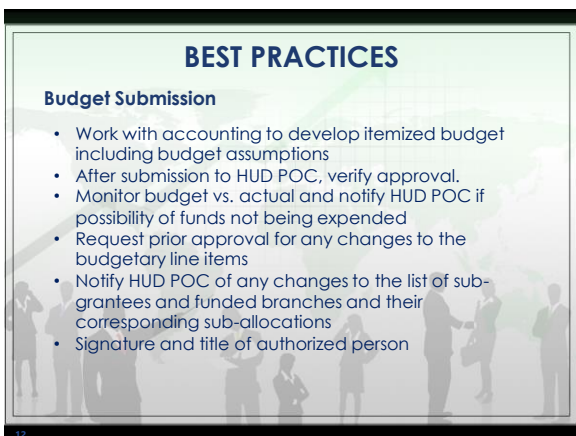 BEST PRACTICES
Budget Submission
• Work with accounting to develop itemized budget
including budget assumptions
• After submission to HUD POC, verify approval.
• Monitor budget vs. actual and notify HUD POC if
possibility of funds not being expended
• Request prior approval for any changes to the
budgetary line items
• Notify HUD POC of any changes to the list of sub-
grantees and funded branches and their
corresponding sub-allocations
• Signature and title of authorized person
12